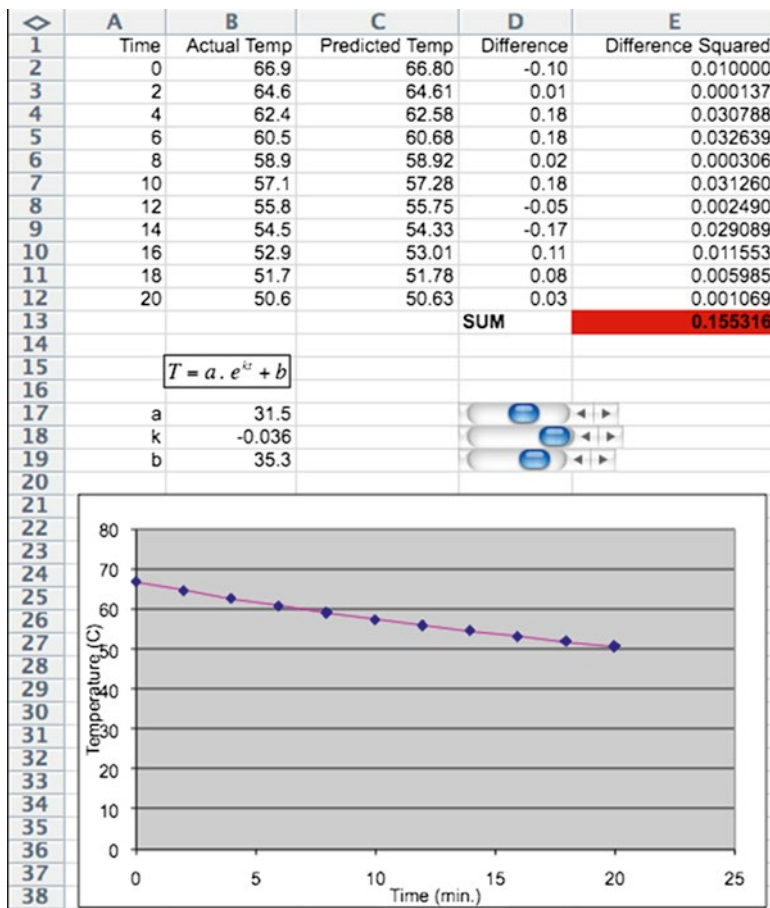 A B C D E
1 Time Actual Temp Predicted Temp Difference Difference Squared
2 0 66.9 66.80 -0.10 0.010000
3 2 64.6 64.61 0.01 0.000137
4 4 62.4 62.58 0.18 0.030788
5 6 60.5 60.68 0.18 0.032639
6 8 58.9 58.92 0.02 0.000306
7 10 57.1 57.28 0.18 0.031260
8 12 55.8 55.75 -0.05 0.002490
9 14 54.5 54.33 -0.17 0.029089
10 16 52.9 53.01 0.11 0.011553
11 18 51.7 51.78 0.08 0.005985
12 20 50.6 50.63 0.03 0.001069
13 SUM 0.155316
14
15 T = a . e^{kt} + b
16
17 a 31.5
18 k -0.036
19 b 35.3
20
21
22
23
24
25
26
27
28
29
30
31
32
33
34
35
36
37
38
80
70
60
50
40
30
20
10
0
Temperature (C)
0 5 10 15 20 25
Time (min.)